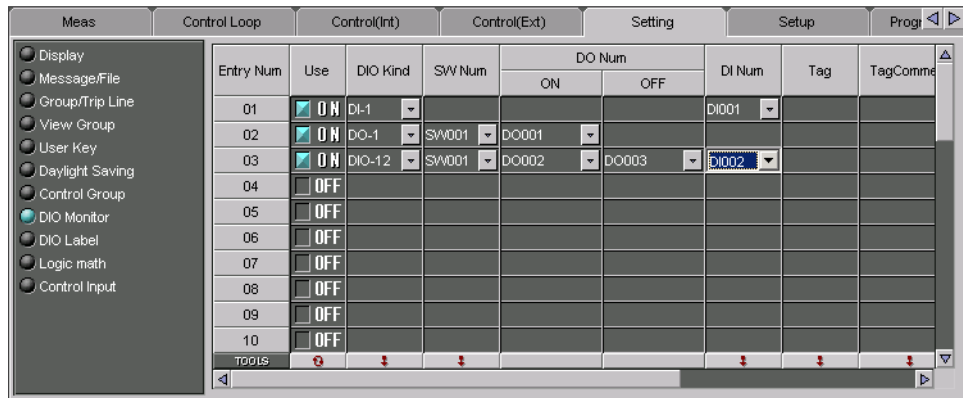 Meas Control Loop Control(Int) Control(Ext) Setting Setup Progr
Display
Message/File
Group/Trip Line
View Group
User Key
Daylight Saving
Control Group
DIO Monitor
DIO Label
Logic math
Control Input
Entry Num Use DIO Kind SW Num DO Num DI Num Tag TagComme
ON OFF
01 ON DI-1 DI001
02 ON DO-1 SW001 DO001
03 ON DIO-12 SW001 DO002 DO003 DI002
04 OFF
05 OFF
06 OFF
07 OFF
08 OFF
09 OFF
10 OFF
TOOLS